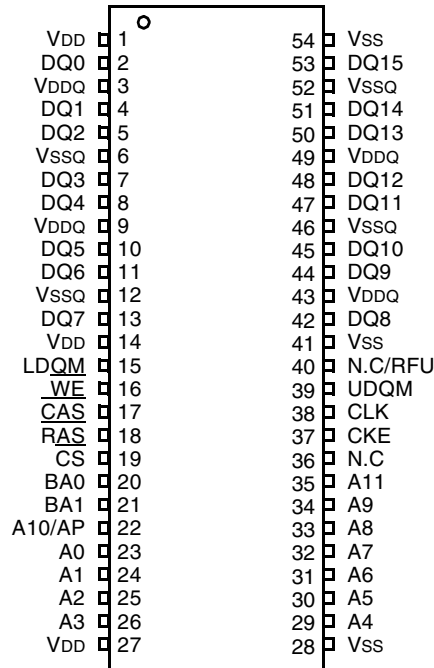 VDD 1 54 VSS
DQ0 2 53 DQ15
VDDQ 3 52 VSSQ
DQ1 4 51 DQ14
DQ2 5 50 DQ13
VSSQ 6 49 VDDQ
DQ3 7 48 DQ12
DQ4 8 47 DQ11
VDDQ 9 46 VSSQ
DQ5 10 45 DQ10
DQ6 11 44 DQ9
VSSQ 12 43 VDDQ
DQ7 13 42 DQ8
VDD 14 41 VSS
LDQM 15 40 N.C/RFU
WE 16 39 UDQM
CAS 17 38 CLK
RAS 18 37 CKE
CS 19 36 N.C
BA0 20 35 A11
BA1 21 34 A9
A10/AP 22 33 A8
A0 23 32 A7
A1 24 31 A6
A2 25 30 A5
A3 26 29 A4
VDD 27 28 VSS